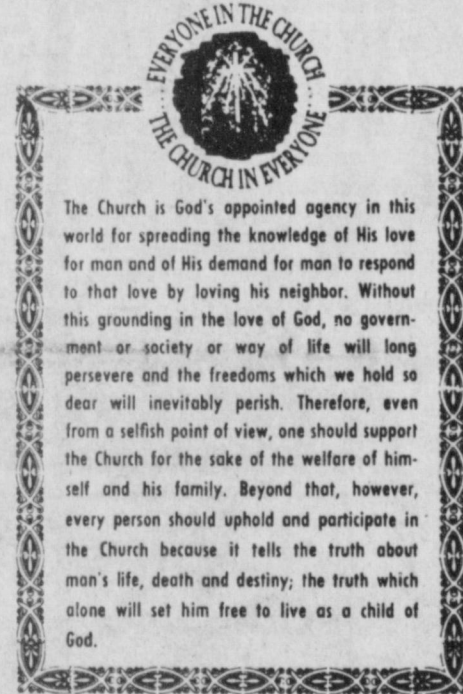 EVERYONE IN THE CHURCH
THE CHURCH IN EVERYONE
The Church is God's appointed agency in this
world for spreading the knowledge of His love
for man and of His demand for man to respond
to that love by loving his neighbor. Without
this grounding in the love of God, no govern-
ment or society or way of life will long
persevere and the freedoms which we hold so
dear will inevitably perish. Therefore, even
from a selfish point of view, one should support
the Church for the sake of the welfare of him-
self and his family. Beyond that, however,
every person should uphold and participate in
the Church because it tells the truth about
man's life, death and destiny; the truth which
alone will set him free to live as a child of
God.